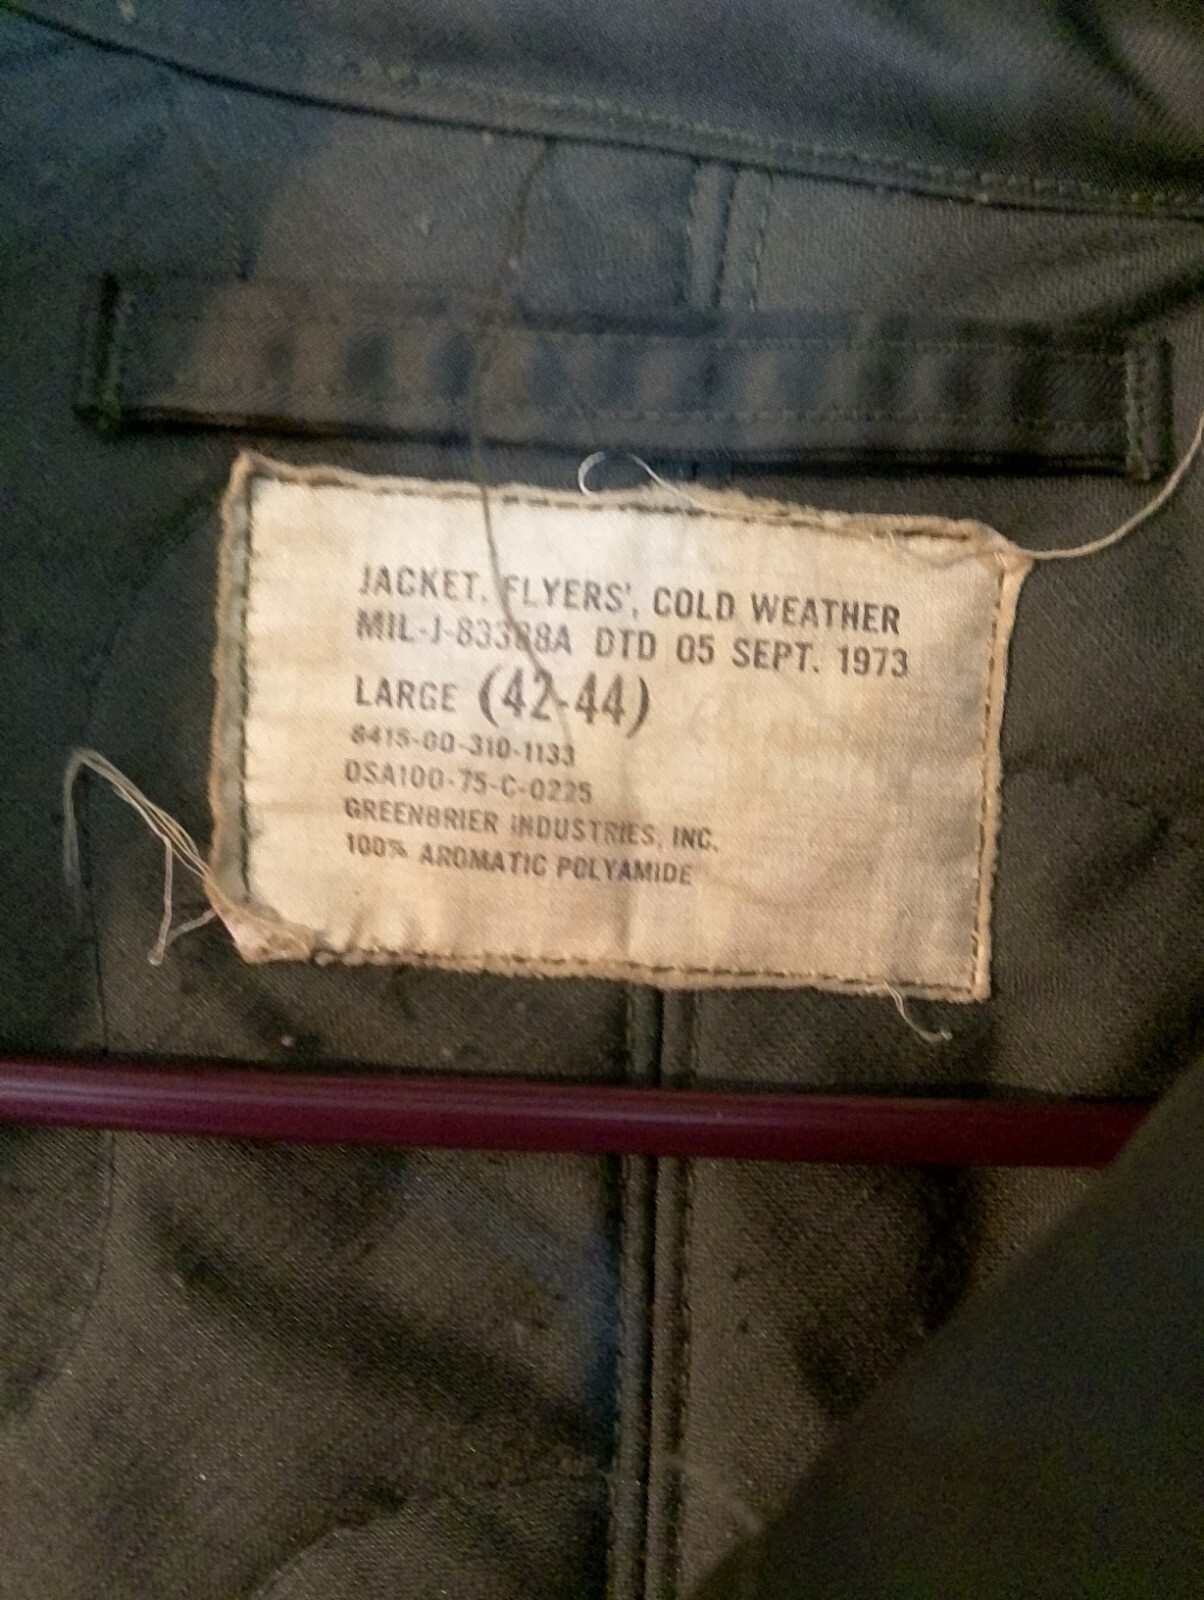 JACKET, FLYERS', COLD WEATHER
MIL-J-83388A DTD 05 SEPT. 1973
LARGE (42-44)
8415-00-310-1133
DSA100-75-C-0225
GREENBRIER INDUSTRIES, INC.
100% AROMATIC POLYAMIDE